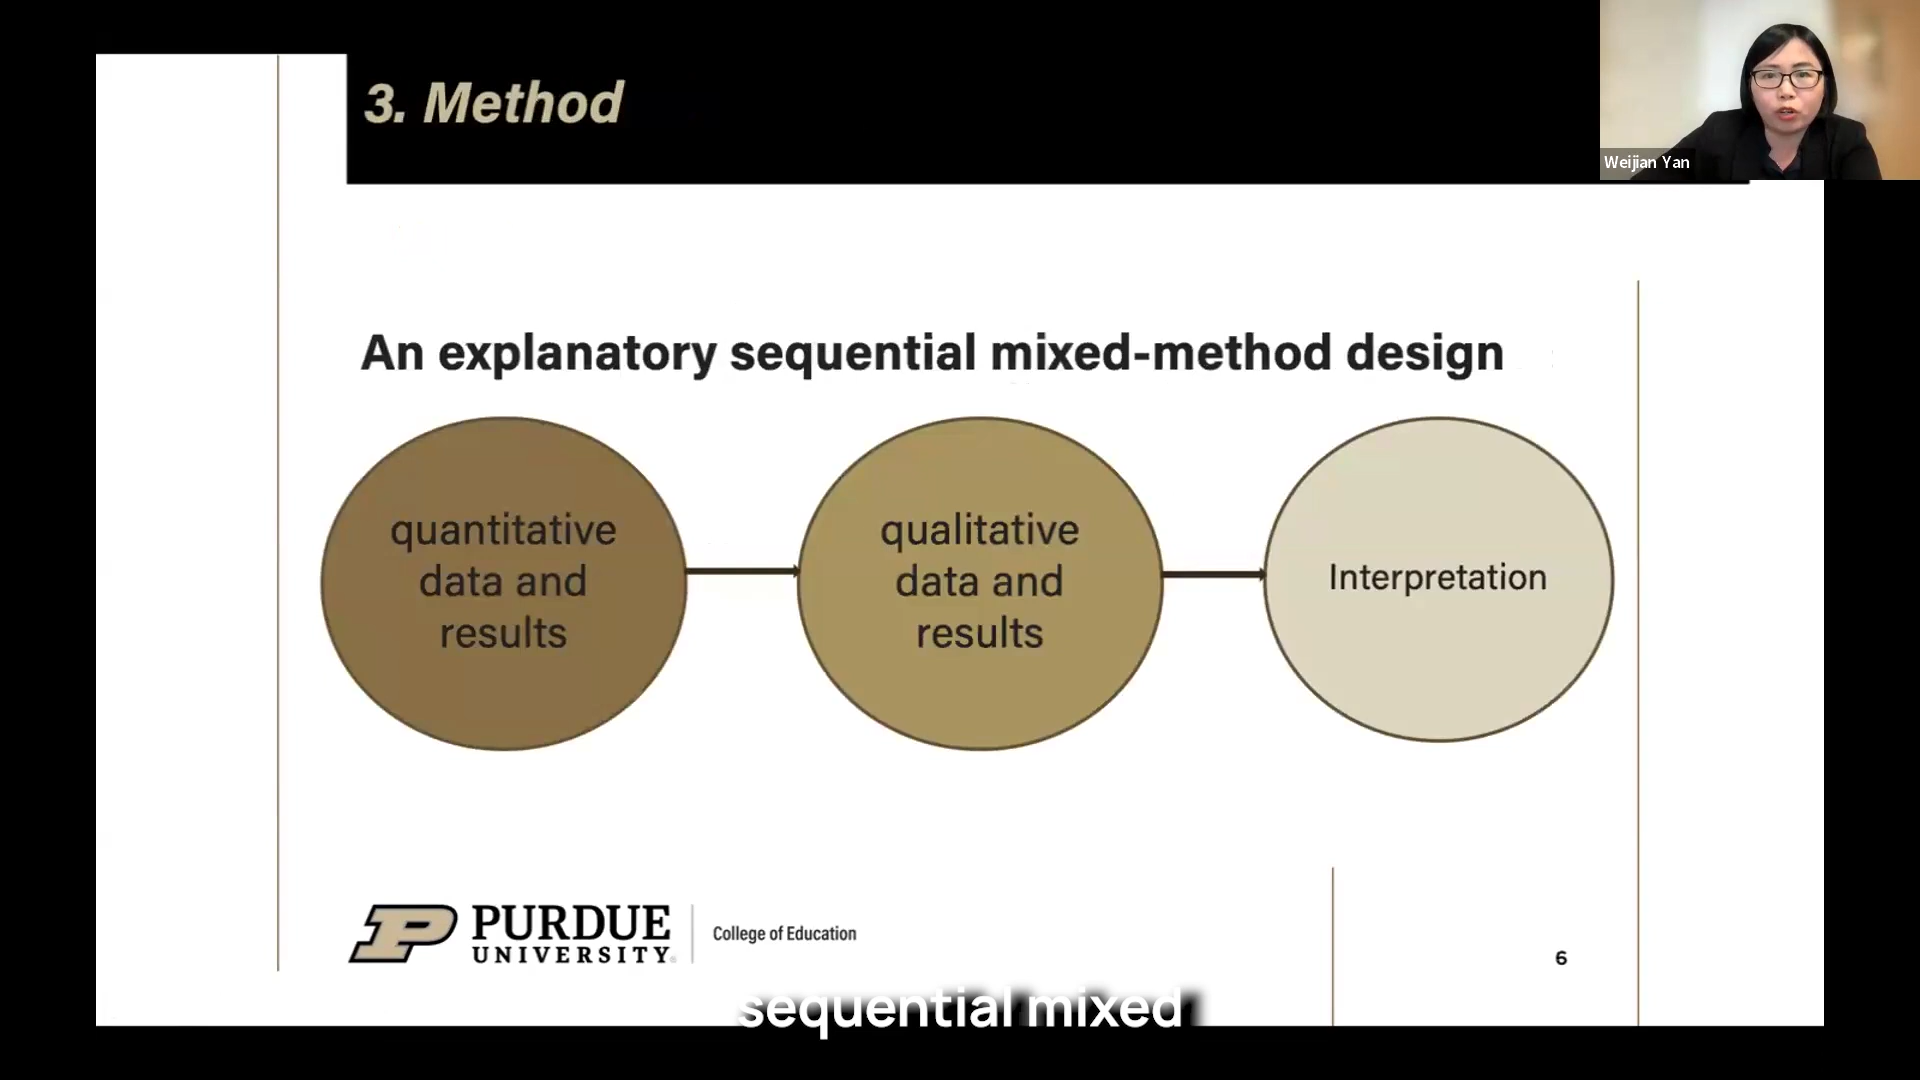 3. Method
Weijian Yan
An explanatory sequential mixed-method design
quantitative
data and
results
qualitative
data and
results
Interpretation
PURDUE
UNIVERSITY®
College of Education
6
sequential mixed